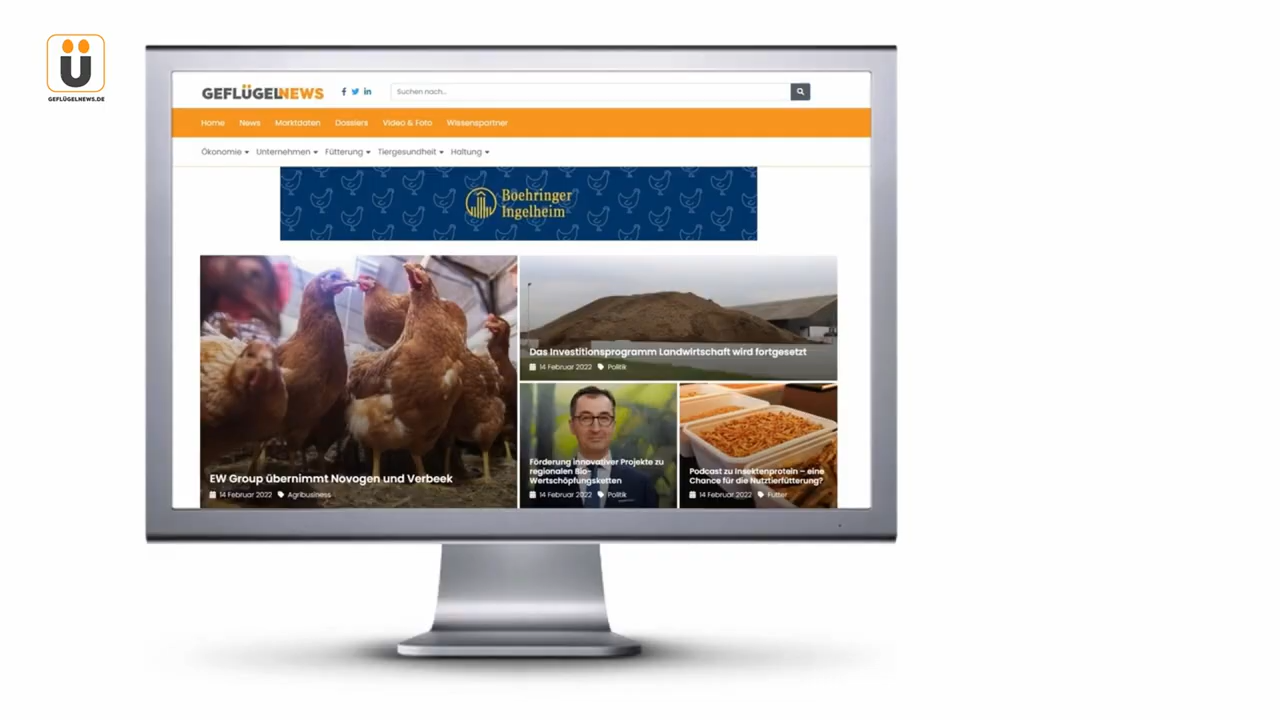 ü
GEFLÜGELNEWS.DE
GEFLÜGELNEWS
Suchen nach...
Home News Marktdaten Dossiers Video & Foto Wissenspartner
Ökonomie Unternehmen Fütterung Tiergesundheit Haltung
Boehringer
Ingelheim
Das Investitionsprogramm Landwirtschaft wird fortgesetzt
14 Februar 2022 Politik
EW Group übernimmt Novogen und Verbeek
14 Februar 2022 Agribusiness
Förderung innovativer Projekte zu
regionalen Bio-
Wertschöpfungsketten
14 Februar 2022 Politik
Podcast zu Insektenprotein – eine
Chance für die Nutztierfütterung?
14 Februar 2022 Futter